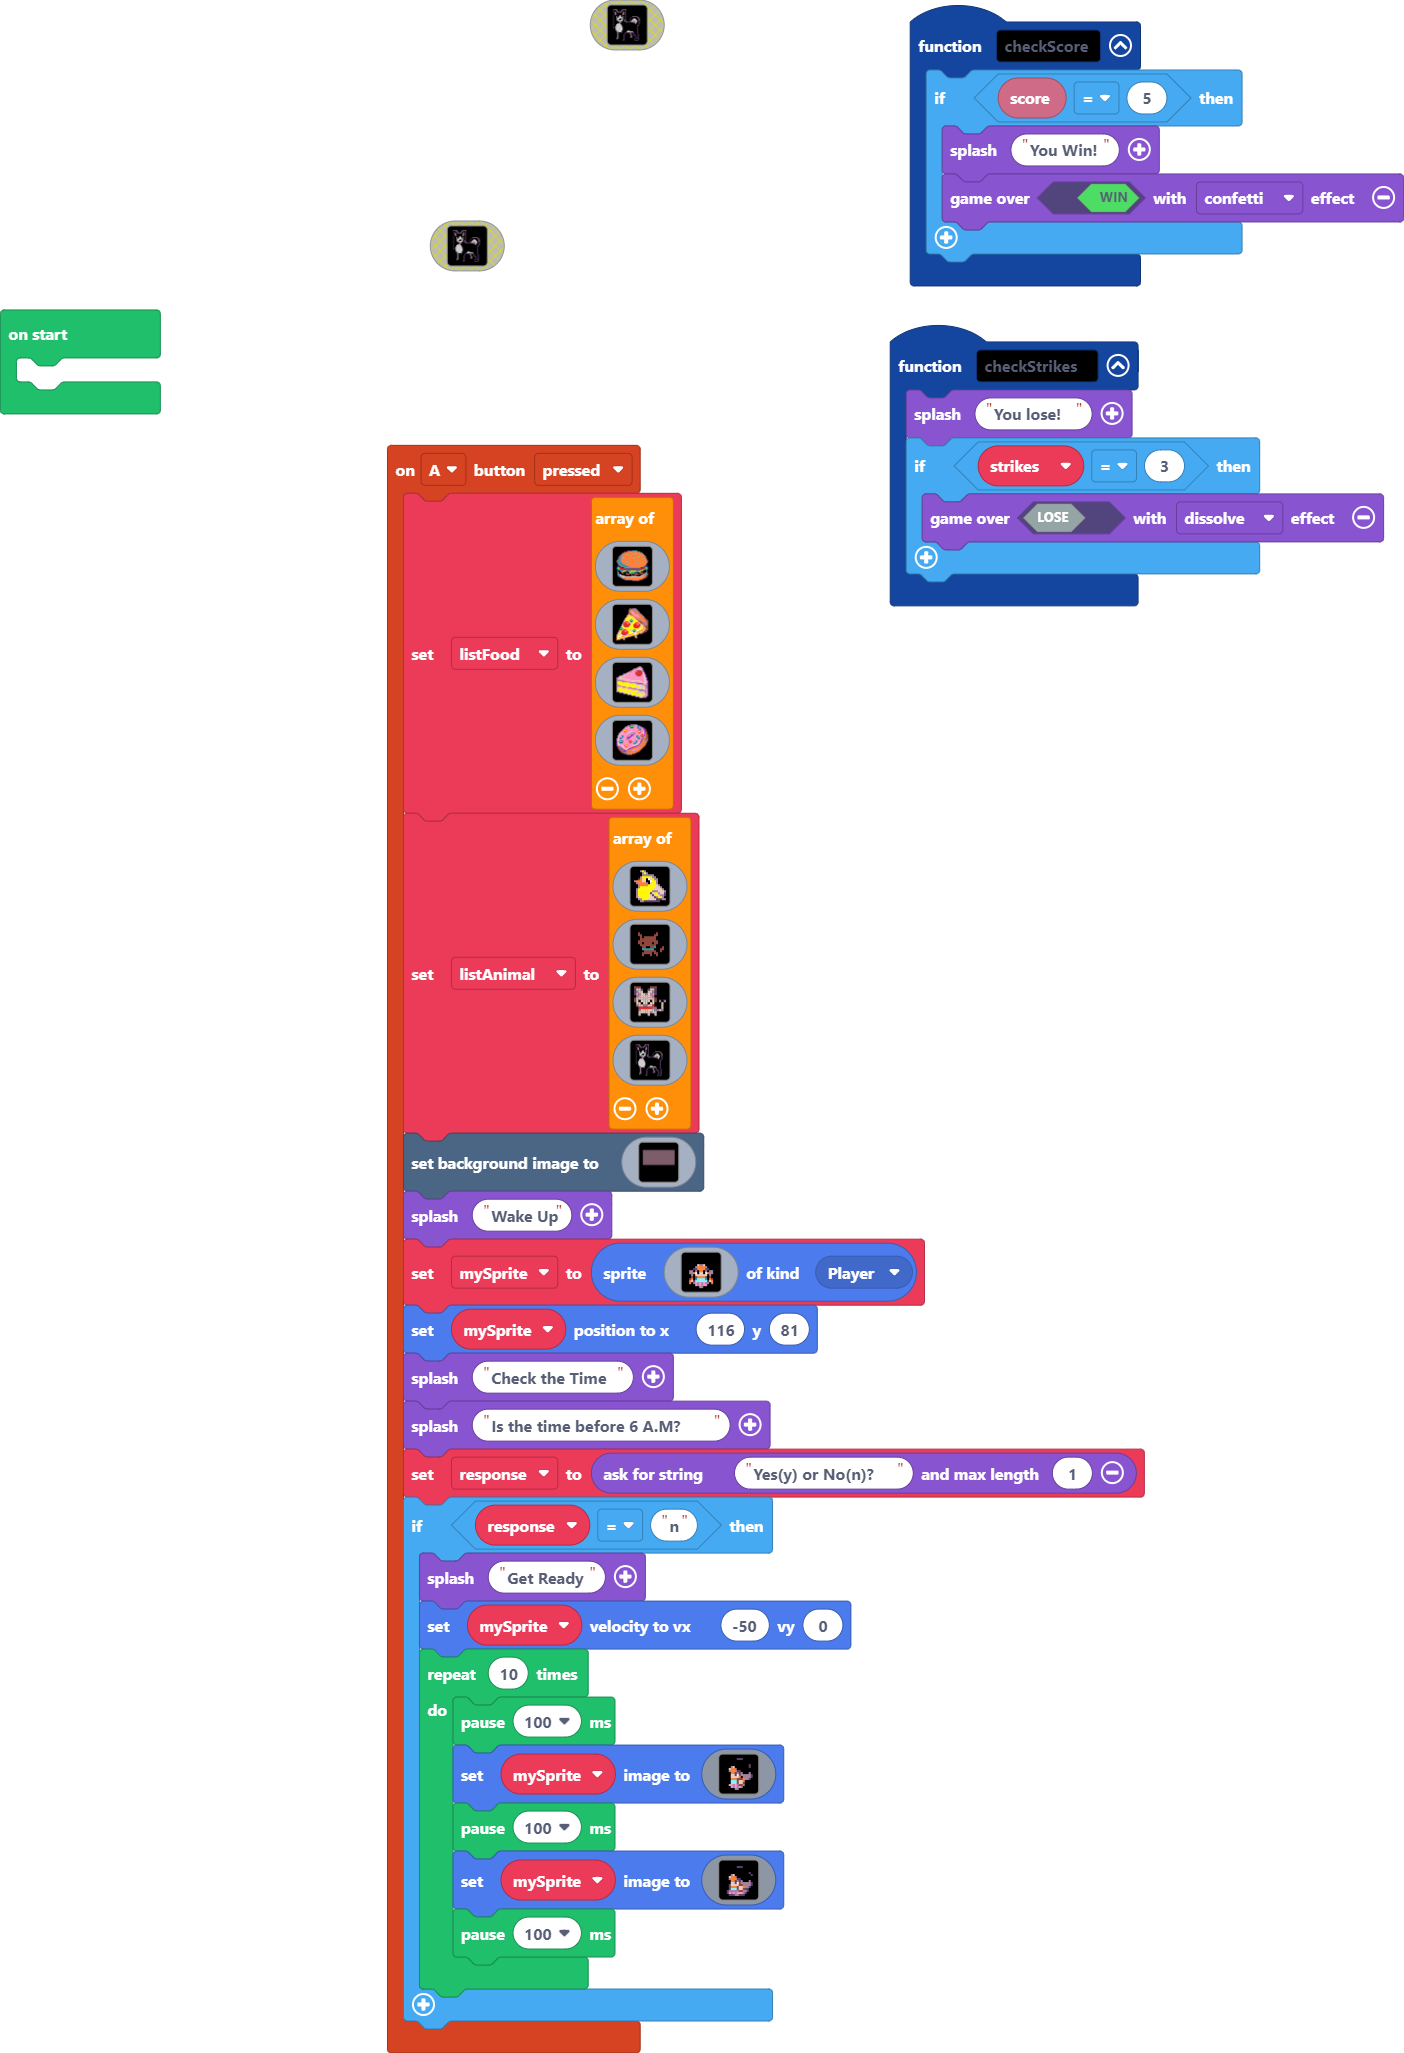 function checkScore
if score = 5 then
splash "You Win! "
game over WIN with confetti effect
on start
function checkStrikes
splash "You lose! "
if strikes = 3 then
game over LOSE with dissolve effect
on A button pressed
set listFood to array of
set listAnimal to array of
set background image to
splash "Wake Up"
set mySprite to sprite of kind Player
set mySprite position to x 116 y 81
splash "Check the Time "
splash "Is the time before 6 A.M? "
set response to ask for string "Yes(y) or No(n)? " and max length 1
if response = "n" then
splash "Get Ready "
set mySprite velocity to vx -50 vy 0
repeat 10 times
do
pause 100 ms
set mySprite image to
pause 100 ms
set mySprite image to
pause 100 ms